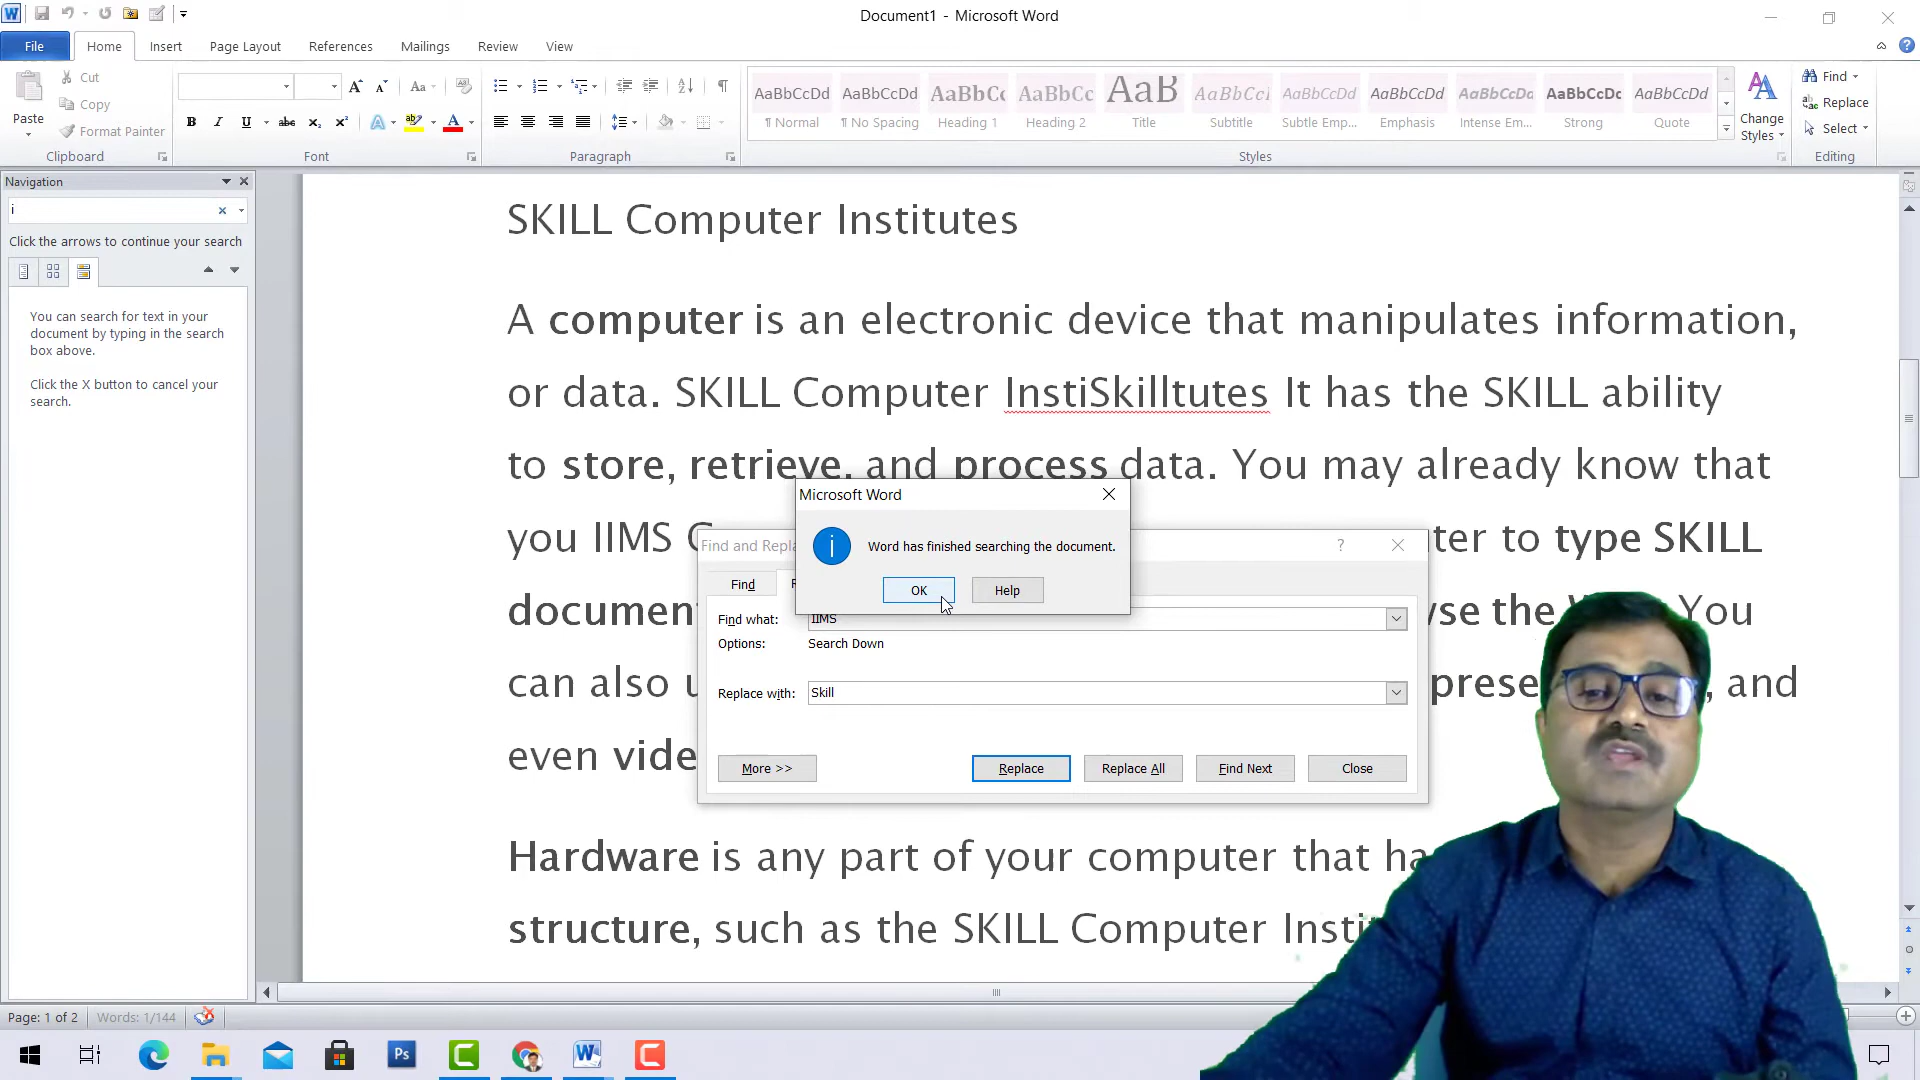 Document1 - Microsoft Word
File Home Insert Page Layout References Mailings Review View
Paste
Cut
Copy
Format Painter
Clipboard
Font
Paragraph
AaBbCcDd AaBbCcDd AaBbCc AaBbCc AaB AaBbCcl AaBbCcDd AaBbCcDd AaBbCcDd AaBbCcDc AaBbCcDd
¶ Normal ¶ No Spacing Heading 1 Heading 2 Title Subtitle Subtle Emp... Emphasis Intense Em... Strong Quote
Styles
Change Styles
Find
Replace
Select
Editing
Navigation
i
Click the arrows to continue your search
You can search for text in your
document by typing in the search
box above.
Click the X button to cancel your
search.
SKILL Computer Institutes
A computer is an electronic device that manipulates information,
or data. SKILL Computer InstiSkilltutes It has the SKILL ability
to store, retrieve, and process data. You may already know that
you IIMS C ter to type SKILL
document se the You
can also prese , and
even vide
Hardware is any part of your computer that ha
structure, such as the SKILL Computer Insti
Microsoft Word
Word has finished searching the document.
OK Help
Find and Repla
Find
Find what: IIMS
Options: Search Down
Replace with: Skill
More >> Replace Replace All Find Next Close
Page: 1 of 2 Words: 1/144
Ps